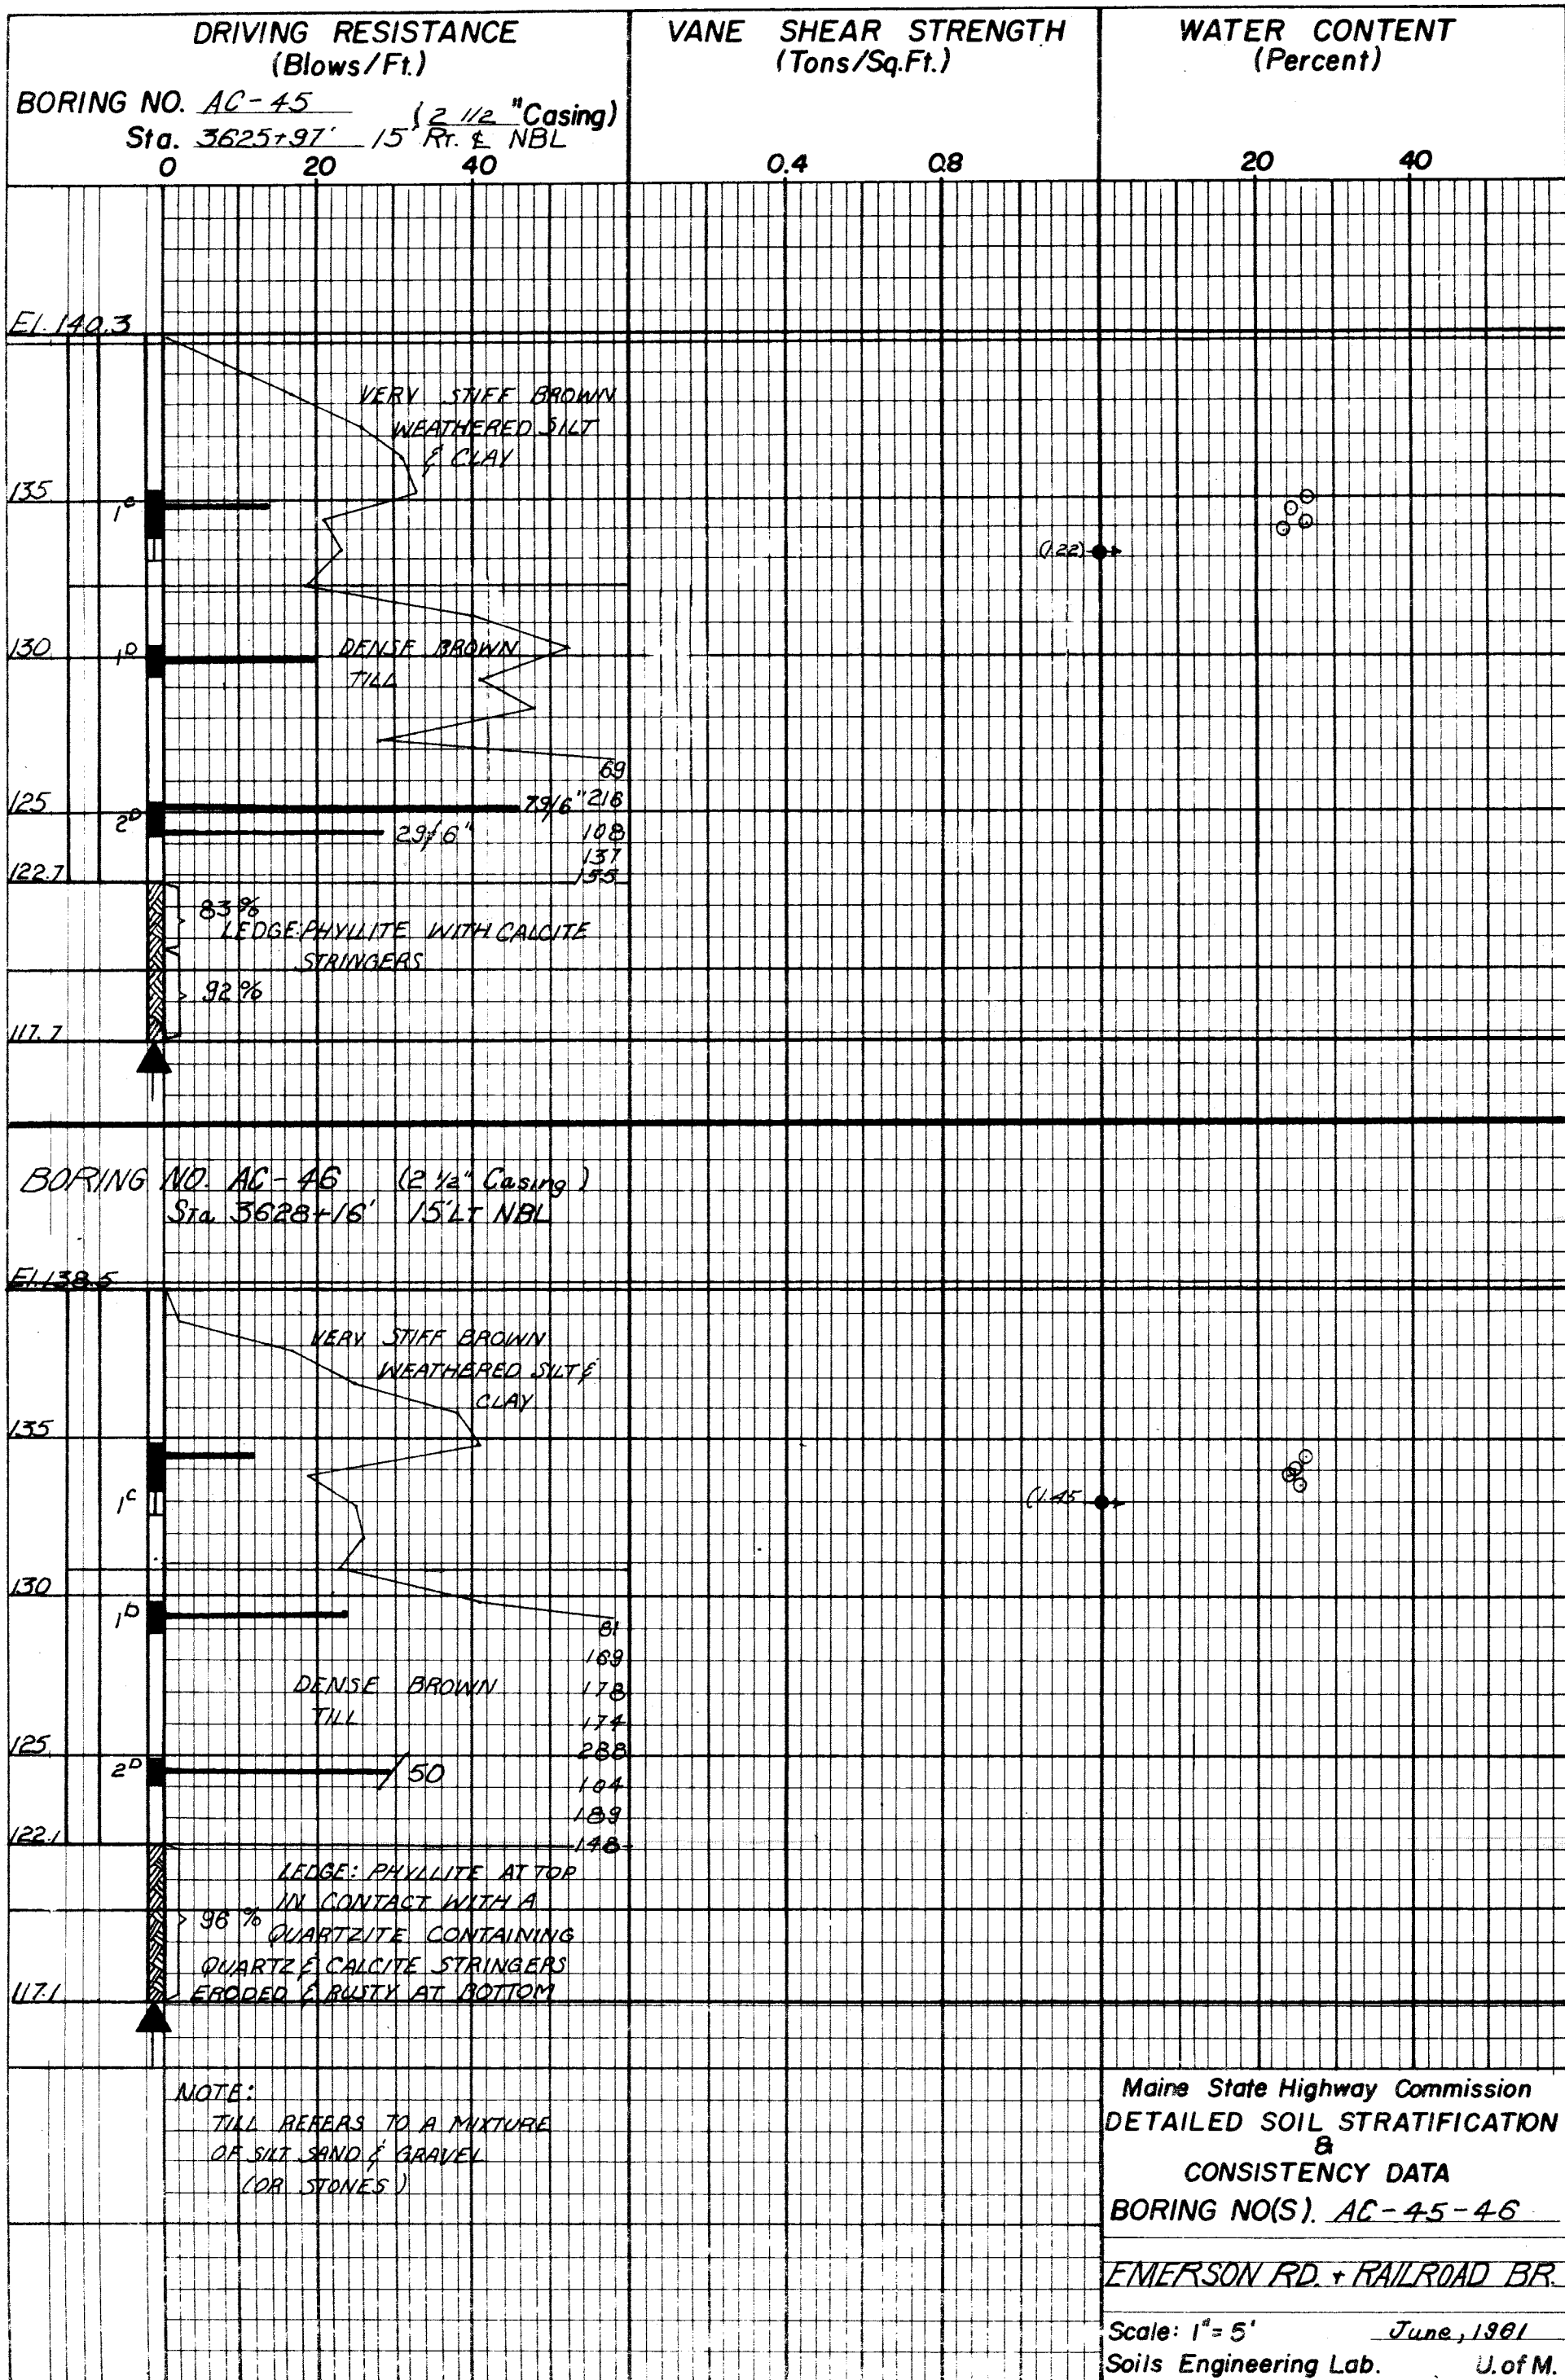 DRIVING RESISTANCE
(Blows/Ft.)
VANE SHEAR STRENGTH
(Tons/Sq.Ft.)
WATER CONTENT
(Percent)
BORING NO. AC-45 (2 1/2 "Casing)
Sta. 3625+97' 15' RT. ℄ NBL
0 20 40 0.4 0.8 20 40
El. 140.3
VERY STIFF BROWN
WEATHERED SILT
& CLAY
135
1C
(1.22)
130
1D
DENSE BROWN
TILL
69
125
79/6" 216
2D
29/6" 108
137
122.7
155
83%
LEDGE: PHYLLITE WITH CALCITE
STRINGERS
92%
117.7
BORING NO. AC-46 (2 1/2" Casing)
Sta. 3628+16' 15' LT NBL
El. 138.5
VERY STIFF BROWN
WEATHERED SILT &
CLAY
135
1C
(1.45
130
1D
81
169
DENSE BROWN 178
TILL 174
125
288
2D
50
104
189
122.1
148
LEDGE: PHYLLITE AT TOP
IN CONTACT WITH A
96%
QUARTZITE CONTAINING
QUARTZ & CALCITE STRINGERS
117.1
ERODED & RUSTY AT BOTTOM
NOTE:
TILL REFERS TO A MIXTURE
OF SILT SAND & GRAVEL
(OR STONES)
Maine State Highway Commission
DETAILED SOIL STRATIFICATION
&
CONSISTENCY DATA
BORING NO(S). AC-45-46
EMERSON RD. + RAILROAD BR.
Scale: 1"= 5' June, 1961
Soils Engineering Lab. U. of M.